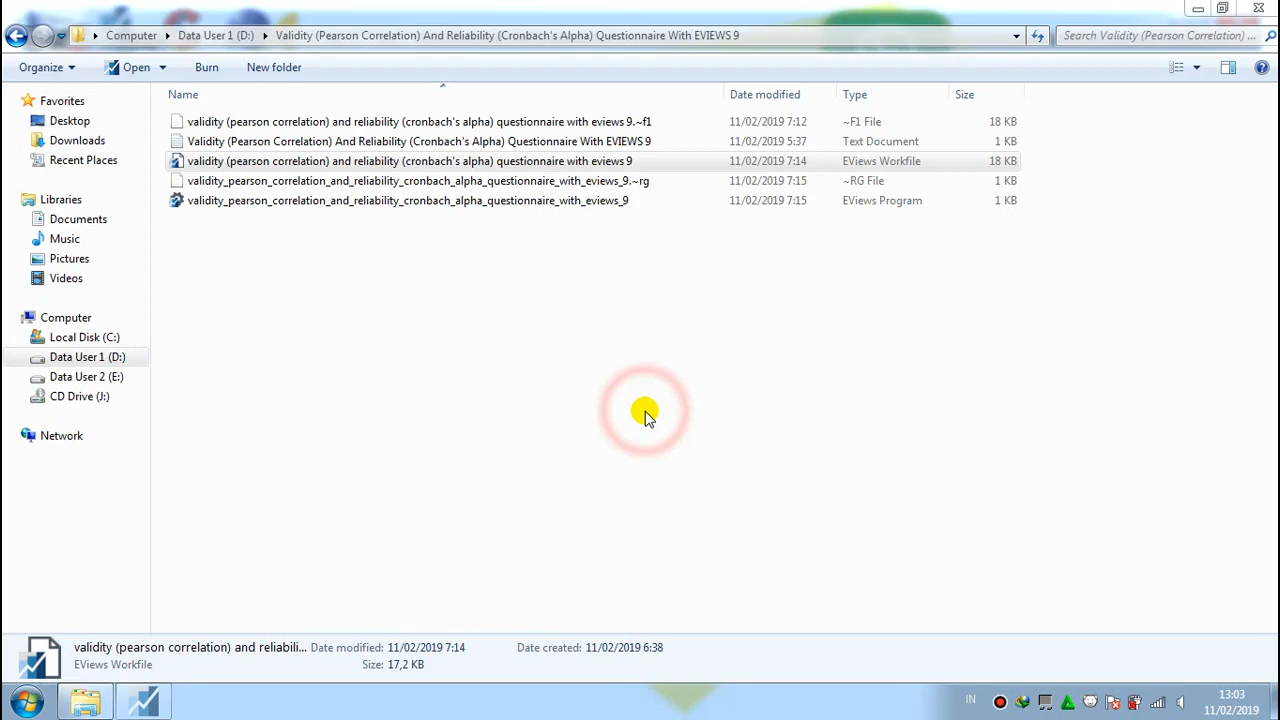 Computer ▸ Data User 1 (D:) ▸ Validity (Pearson Correlation) And Reliability (Cronbach's Alpha) Questionnaire With EVIEWS 9
Search Validity (Pearson Correlation) ...
Organize Open Burn New folder
Name Date modified Type Size
Favorites
Desktop
Downloads
Recent Places
Libraries
Documents
Music
Pictures
Videos
Computer
Local Disk (C:)
Data User 1 (D:)
Data User 2 (E:)
CD Drive (J:)
Network
validity (pearson correlation) and reliability (cronbach's alpha) questionnaire with eviews 9.~f1 11/02/2019 7:12 ~F1 File 18 KB
Validity (Pearson Correlation) And Reliability (Cronbach's Alpha) Questionnaire With EVIEWS 9 11/02/2019 5:37 Text Document 1 KB
validity (pearson correlation) and reliability (cronbach's alpha) questionnaire with eviews 9 11/02/2019 7:14 EViews Workfile 18 KB
validity_pearson_correlation_and_reliability_cronbach_alpha_questionnaire_with_eviews_9.~rg 11/02/2019 7:15 ~RG File 1 KB
validity_pearson_correlation_and_reliability_cronbach_alpha_questionnaire_with_eviews_9 11/02/2019 7:15 EViews Program 1 KB
validity (pearson correlation) and reliabili... Date modified: 11/02/2019 7:14 Date created: 11/02/2019 6:38
EViews Workfile Size: 17,2 KB
IN 13:03
11/02/2019